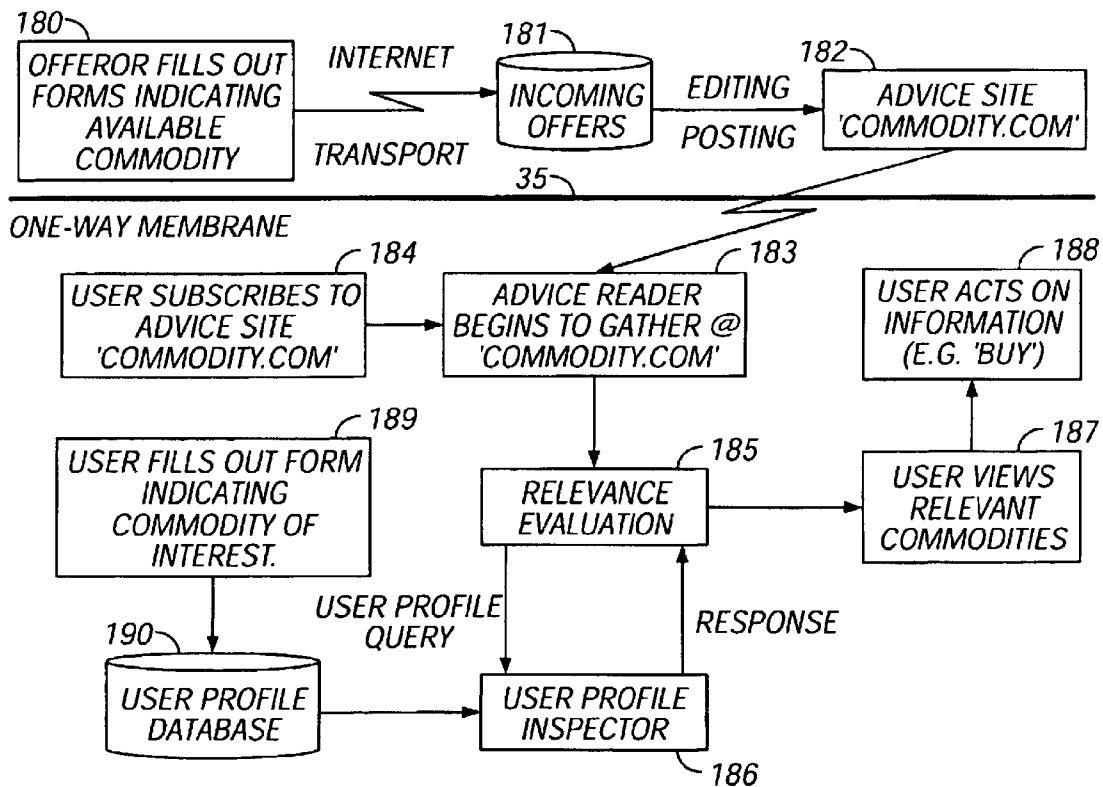 180
OFFEROR FILLS OUT
FORMS INDICATING
AVAILABLE
COMMODITY
INTERNET
TRANSPORT
181
INCOMING
OFFERS
EDITING
POSTING
182
ADVICE SITE
'COMMODITY.COM'
35
ONE-WAY MEMBRANE
184
USER SUBSCRIBES TO
ADVICE SITE
'COMMODITY.COM'
183
ADVICE READER
BEGINS TO GATHER @
'COMMODITY.COM'
188
USER ACTS ON
INFORMATION
(E.G. 'BUY')
189
USER FILLS OUT FORM
INDICATING
COMMODITY OF
INTEREST.
185
RELEVANCE
EVALUATION
187
USER VIEWS
RELEVANT
COMMODITIES
USER PROFILE
QUERY
RESPONSE
190
USER PROFILE
DATABASE
USER PROFILE
INSPECTOR
186